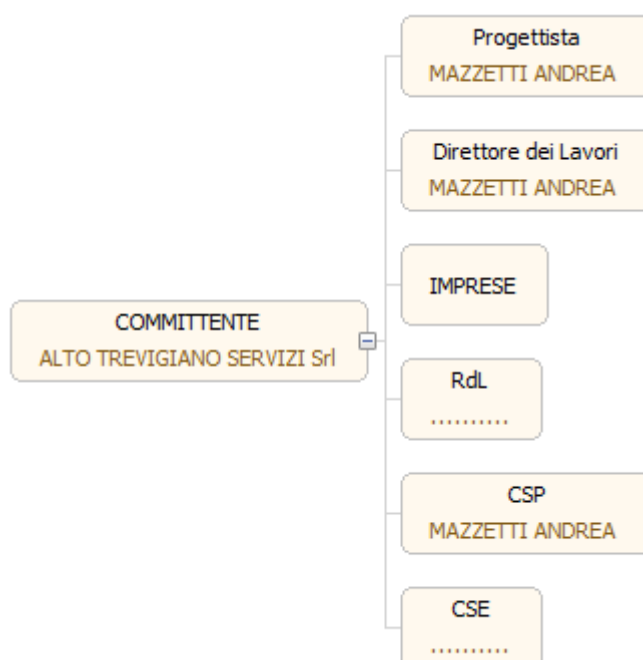 Progettista
MAZZETTI ANDREA
Direttore dei Lavori
MAZZETTI ANDREA
IMPRESE
COMMITTENTE
ALTO TREVIGIANO SERVIZI Srl
RdL
..........
CSP
MAZZETTI ANDREA
CSE
..........